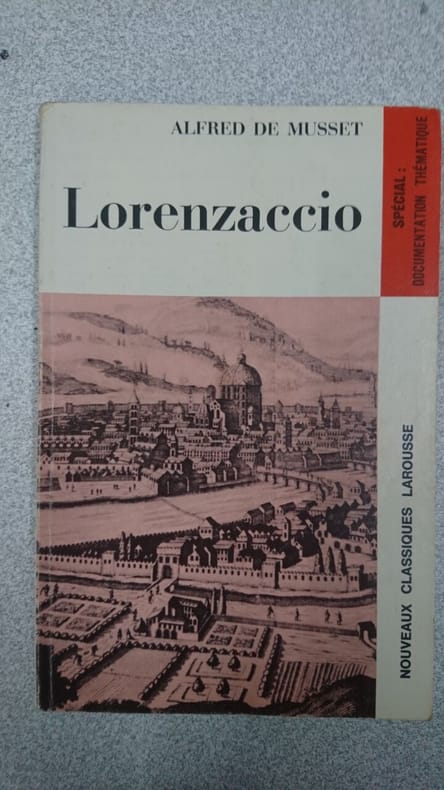 ALFRED DE MUSSET
Lorenzaccio
SPÉCIAL :
DOCUMENTATION THÉMATIQUE
NOUVEAUX CLASSIQUES LAROUSSE